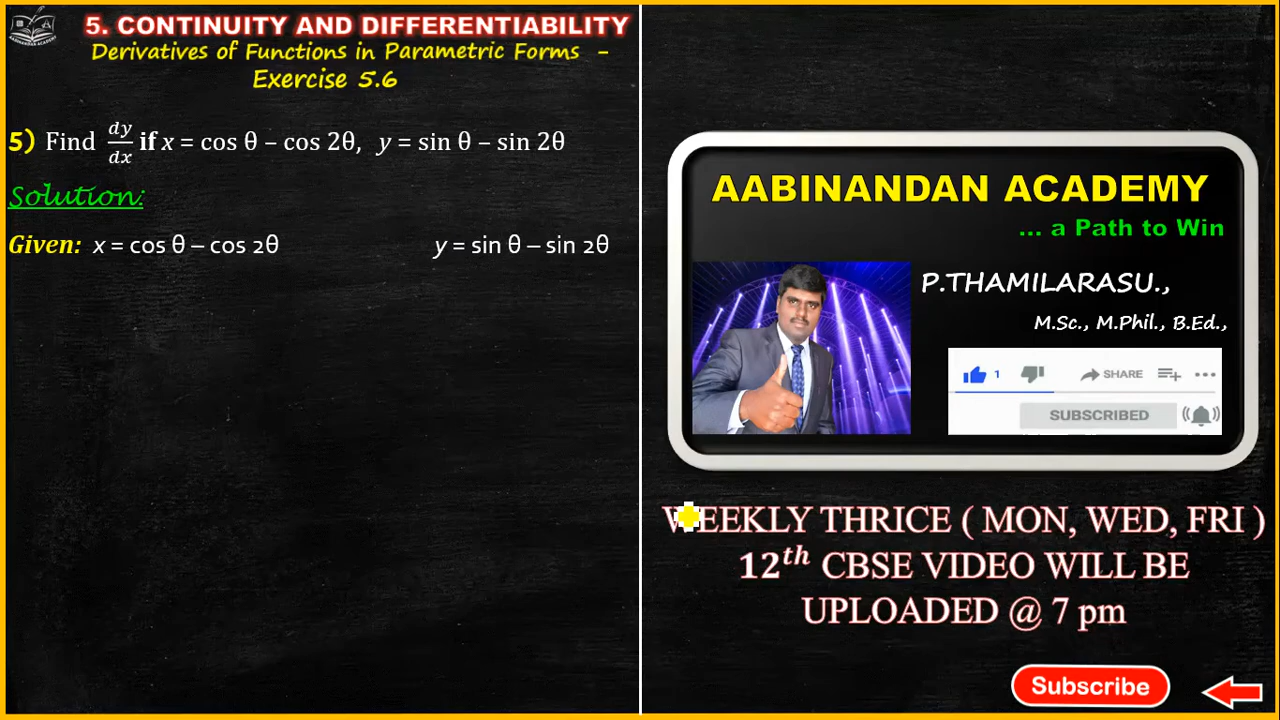 AABINANDAN ACADEMY
5. CONTINUITY AND DIFFERENTIABILITY
Derivatives of Functions in Parametric Forms –
Exercise 5.6
5) Find dy/dx if x = cos θ – cos 2θ, y = sin θ – sin 2θ
Solution:
Given: x = cos θ – cos 2θ y = sin θ – sin 2θ
AABINANDAN ACADEMY
... a Path to Win
P.THAMILARASU.,
M.Sc., M.Phil., B.Ed.,
1 SHARE
SUBSCRIBED
WEEKLY THRICE ( MON, WED, FRI )
12th CBSE VIDEO WILL BE
UPLOADED @ 7 pm
Subscribe